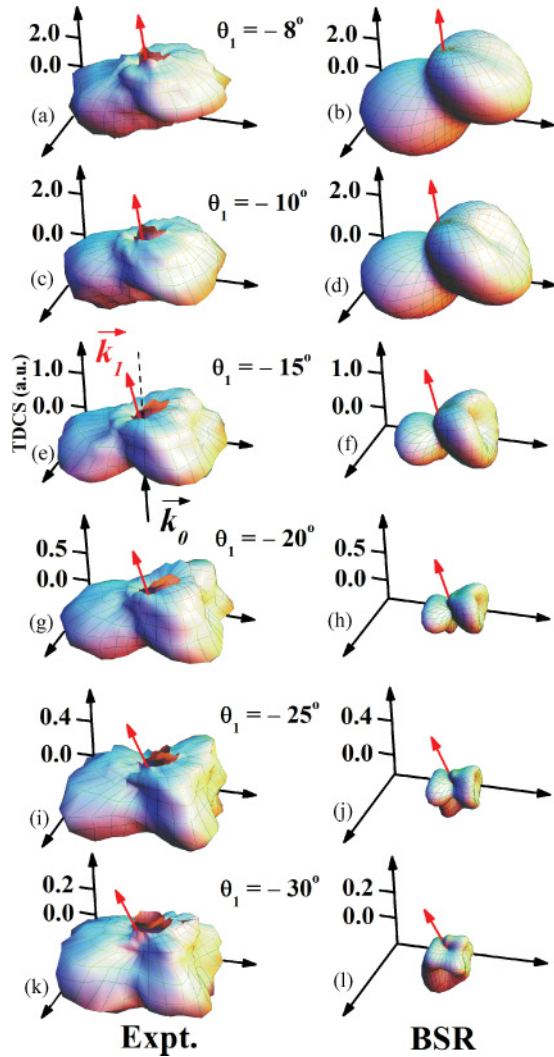 2.0
0.0
(a)
θ₁ = – 8°
(b)
2.0
0.0
(c)
θ₁ = – 10°
2.0
0.0
(d)
2.0
0.0
TDCS (a.u.)
1.0
0.0
(e)
k₁
k₀
θ₁ = – 15°
1.0
0.0
(f)
0.5
0.0
(g)
θ₁ = – 20°
0.5
0.0
(h)
0.4
0.0
(i)
θ₁ = – 25°
0.4
0.0
(j)
0.2
0.0
(k)
θ₁ = – 30°
0.2
0.0
(l)
Expt.
BSR